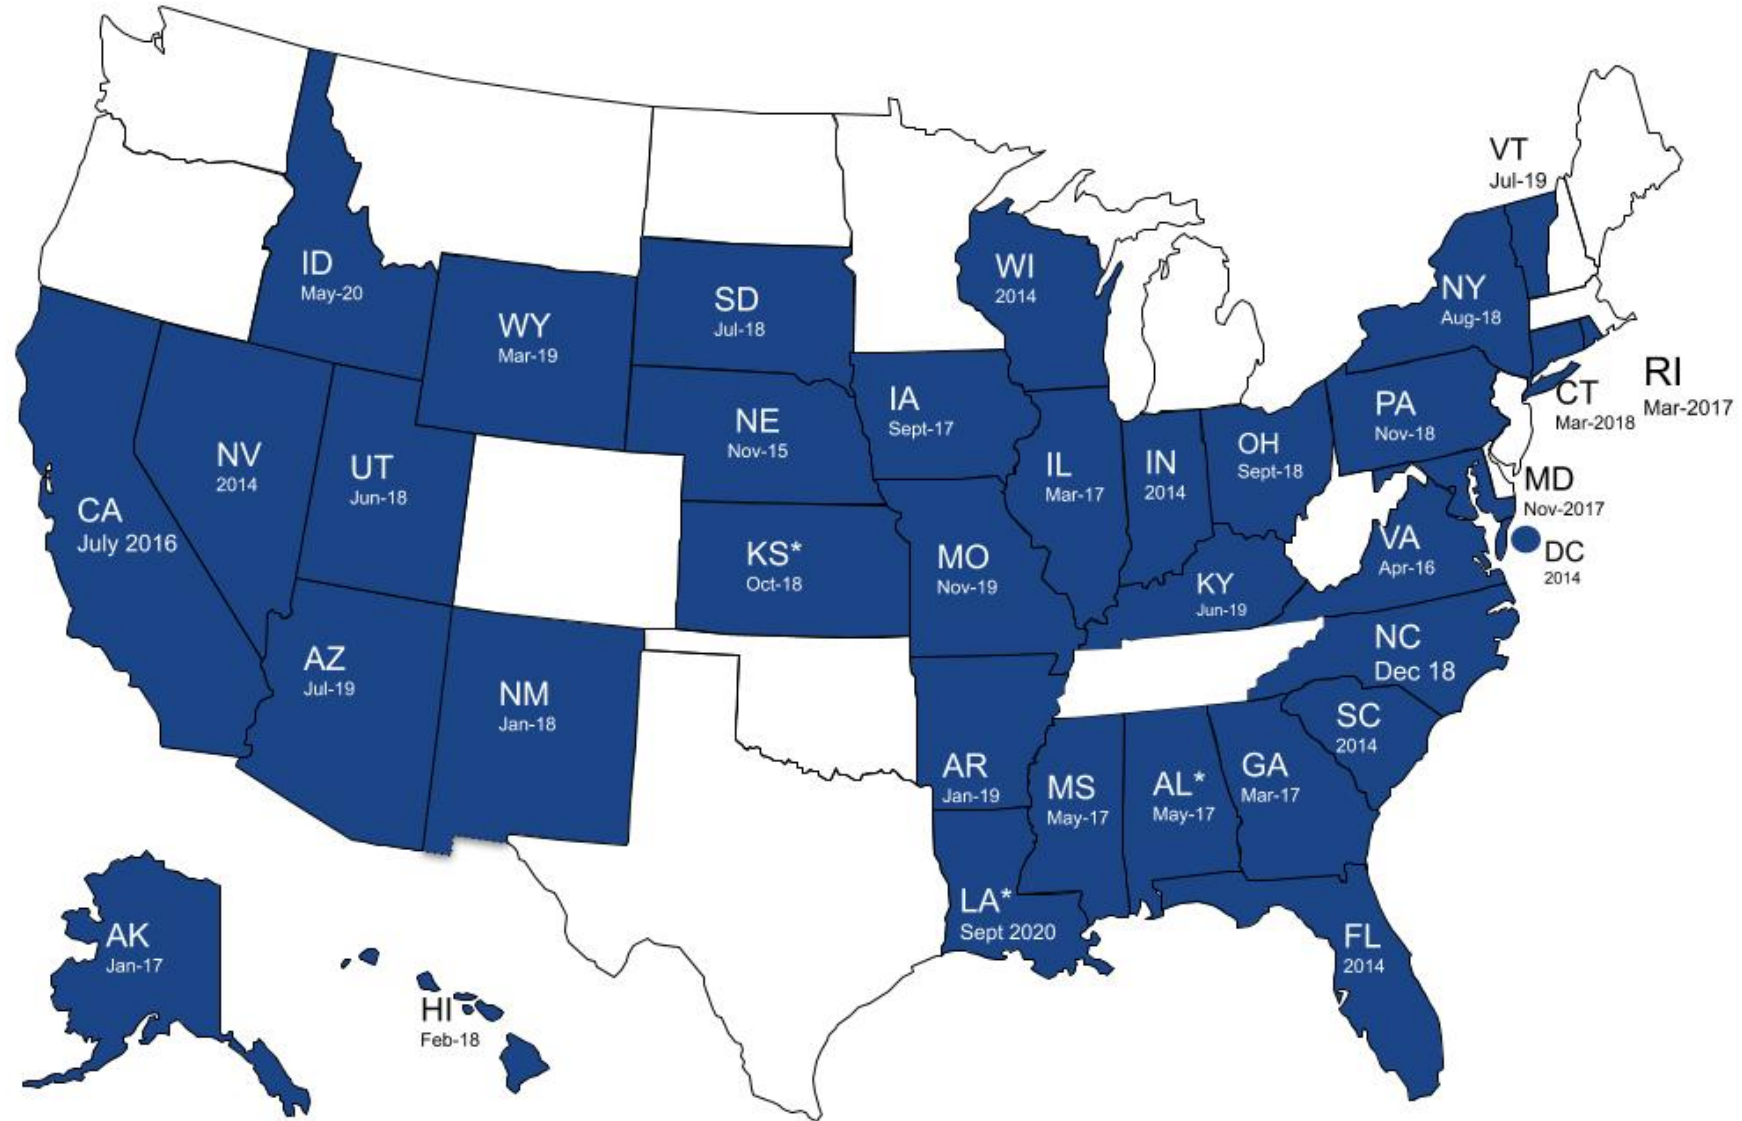 VT
Jul-19
ID
May-20
WI
2014
NY
Aug-18
SD
Jul-18
WY
Mar-19
RI
Mar-2017
CT
Mar-2018
IA
Sept-17
PA
Nov-18
NE
Nov-15
OH
Sept-18
NV
2014
UT
Jun-18
IL
Mar-17
IN
2014
MD
Nov-2017
CA
July 2016
KS*
Oct-18
MO
Nov-19
VA
Apr-16
DC
2014
KY
Jun-19
NC
Dec 18
AZ
Jul-19
NM
Jan-18
SC
2014
AR
Jan-19
MS
May-17
AL*
May-17
GA
Mar-17
LA*
Sept 2020
AK
Jan-17
FL
2014
HI
Feb-18